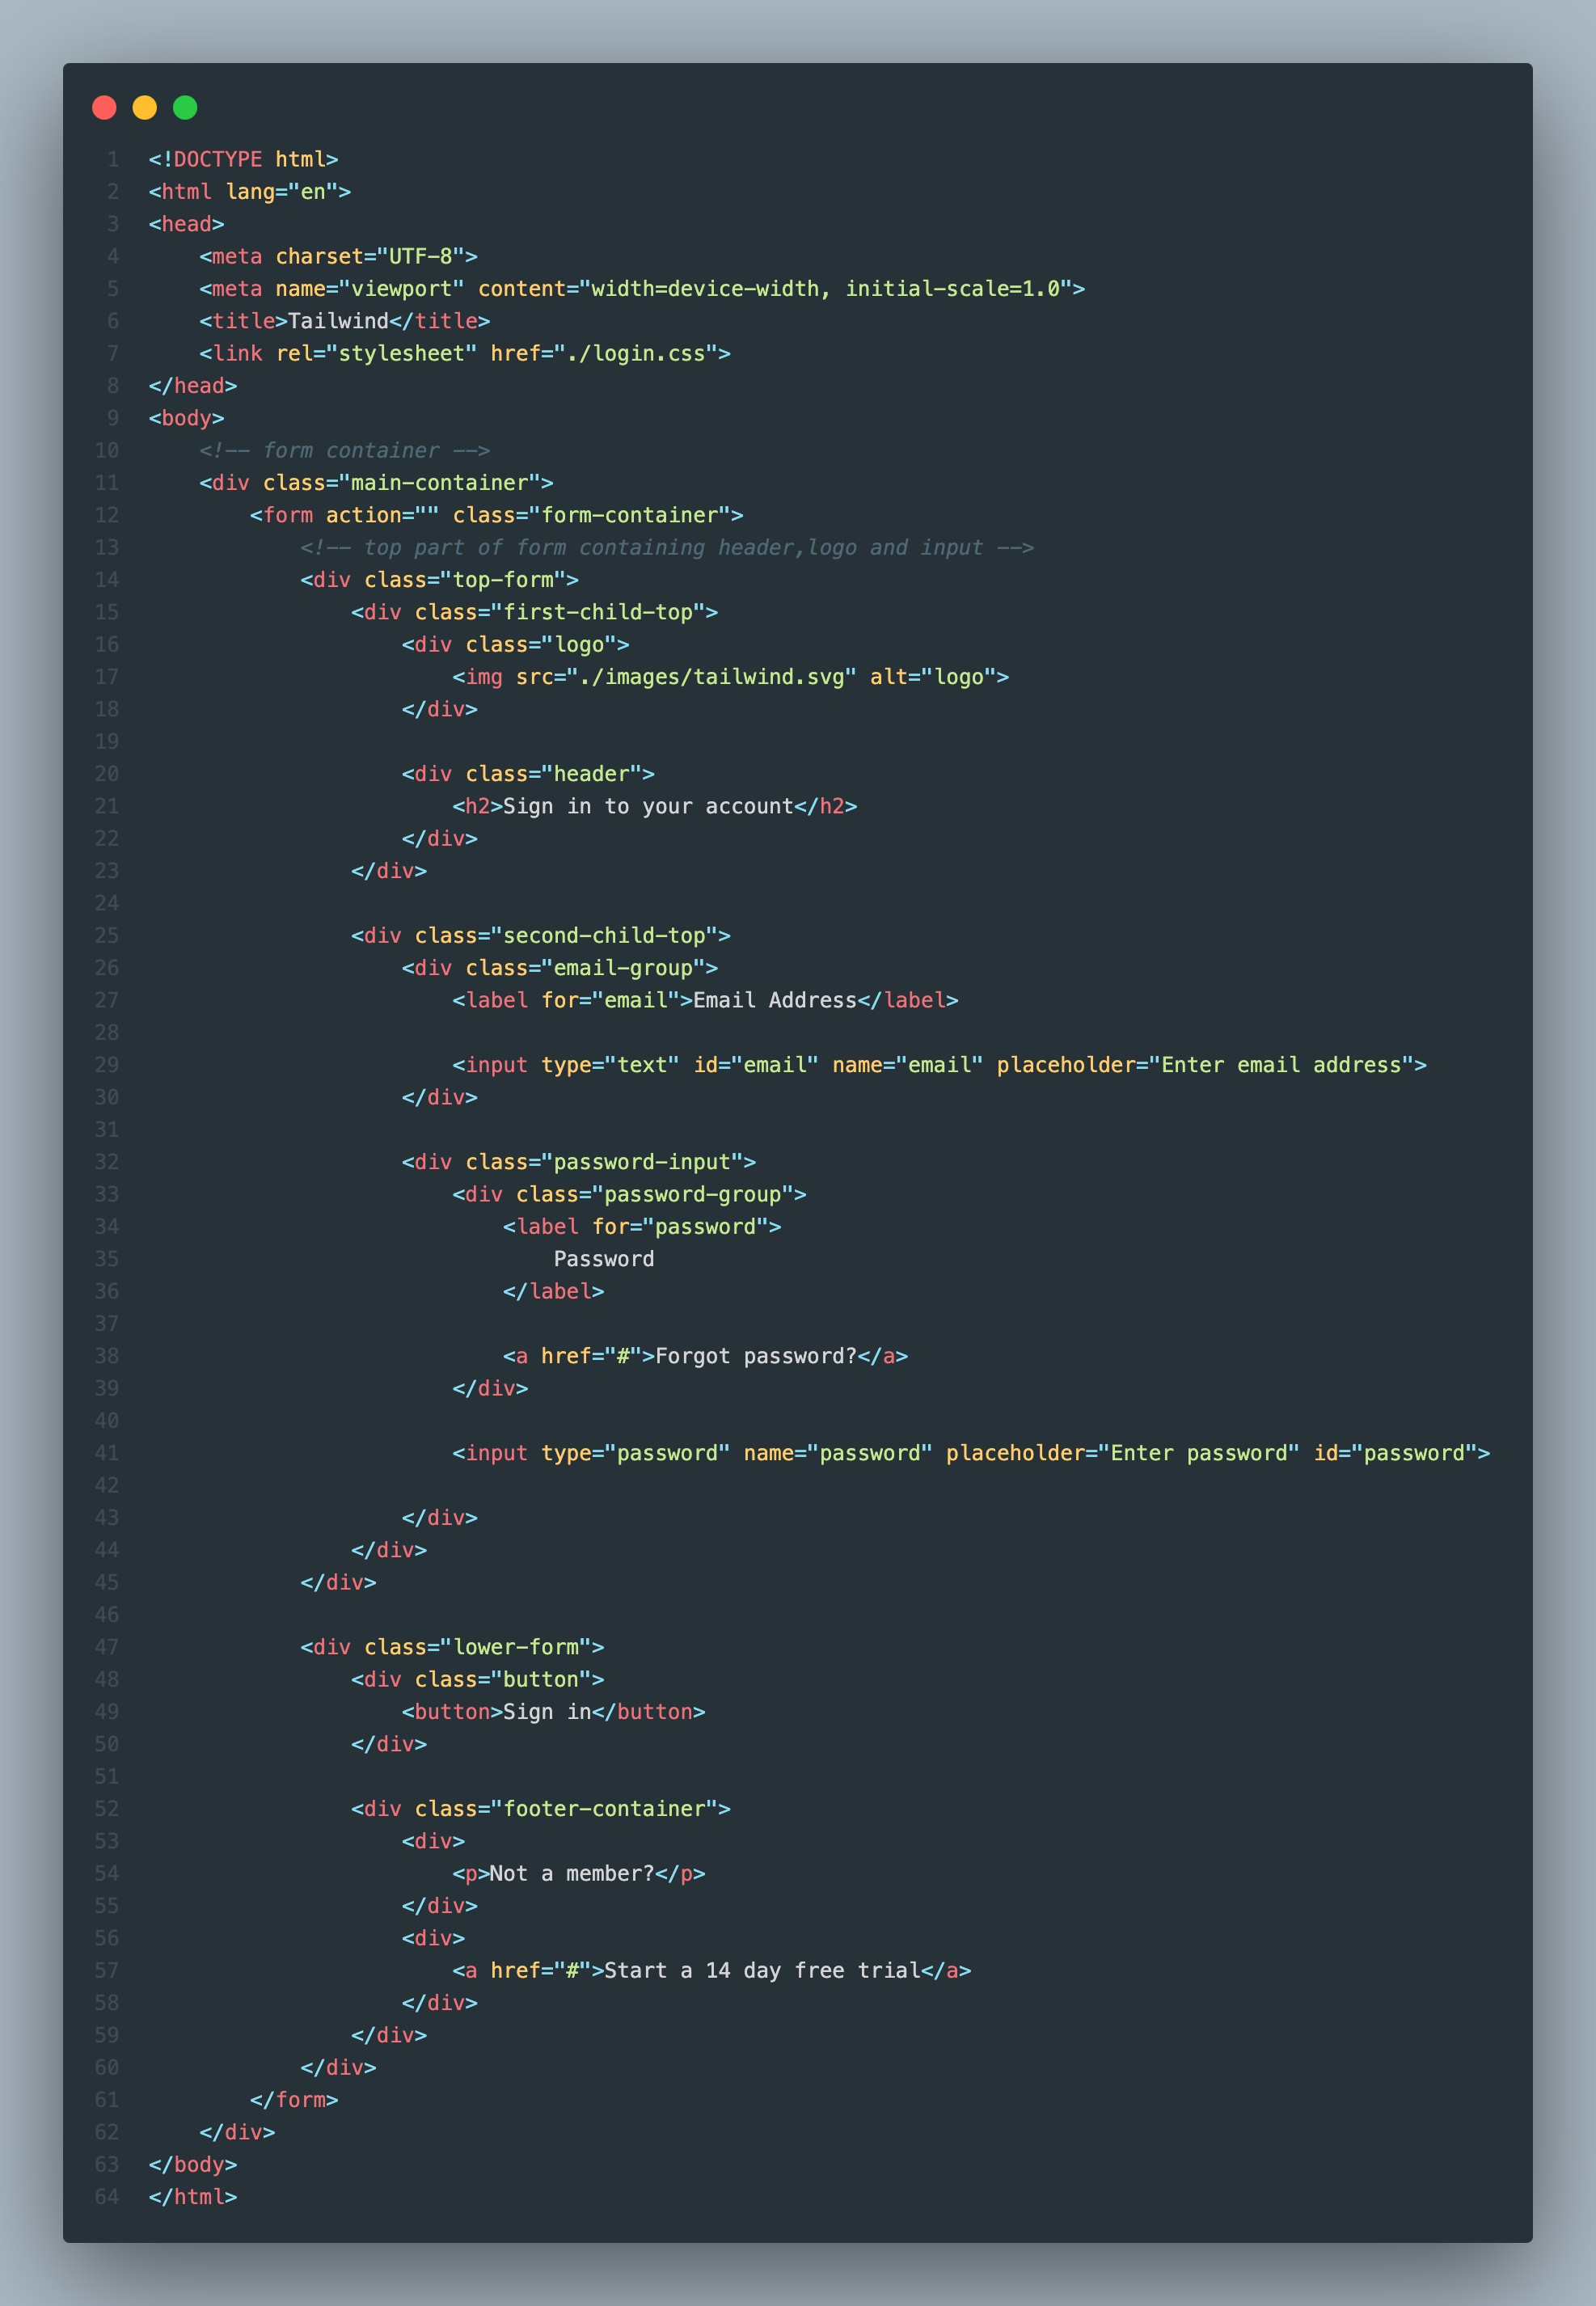 1 <!DOCTYPE html>
2 <html lang="en">
3 <head>
4     <meta charset="UTF-8">
5     <meta name="viewport" content="width=device-width, initial-scale=1.0">
6     <title>Tailwind</title>
7     <link rel="stylesheet" href="./login.css">
8 </head>
9 <body>
10     <!-- form container -->
11     <div class="main-container">
12         <form action="" class="form-container">
13             <!-- top part of form containing header,logo and input -->
14             <div class="top-form">
15                 <div class="first-child-top">
16                     <div class="logo">
17                         <img src="./images/tailwind.svg" alt="logo">
18                     </div>
19
20                     <div class="header">
21                         <h2>Sign in to your account</h2>
22                     </div>
23                 </div>
24
25                 <div class="second-child-top">
26                     <div class="email-group">
27                         <label for="email">Email Address</label>
28
29                         <input type="text" id="email" name="email" placeholder="Enter email address">
30                     </div>
31
32                     <div class="password-input">
33                         <div class="password-group">
34                             <label for="password">
35                                 Password
36                             </label>
37
38                             <a href="#">Forgot password?</a>
39                         </div>
40
41                         <input type="password" name="password" placeholder="Enter password" id="password">
42
43                     </div>
44                 </div>
45             </div>
46
47             <div class="lower-form">
48                 <div class="button">
49                     <button>Sign in</button>
50                 </div>
51
52                 <div class="footer-container">
53                     <div>
54                         <p>Not a member?</p>
55                     </div>
56                     <div>
57                         <a href="#">Start a 14 day free trial</a>
58                     </div>
59                 </div>
60             </div>
61         </form>
62     </div>
63 </body>
64 </html>